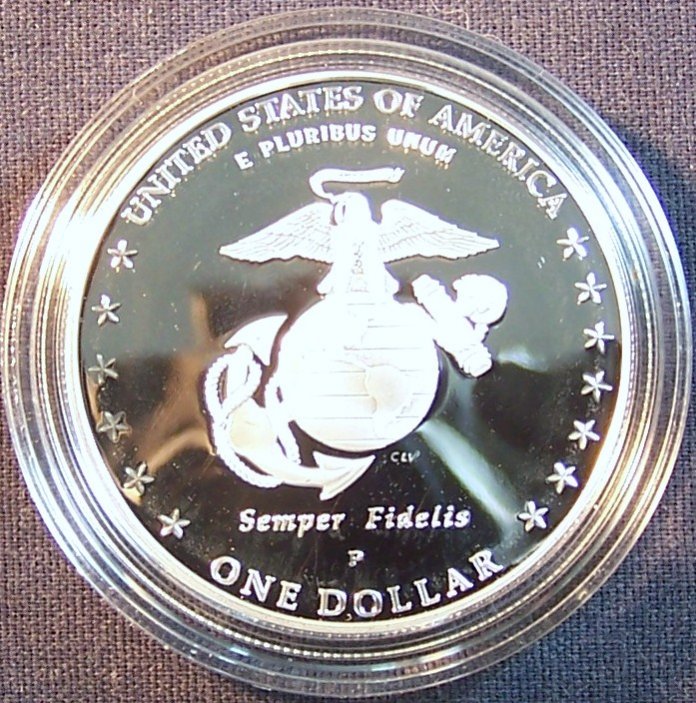 UNITED STATES OF AMERICA
E PLURIBUS UNUM
CLV
Semper Fidelis
P
ONE DOLLAR